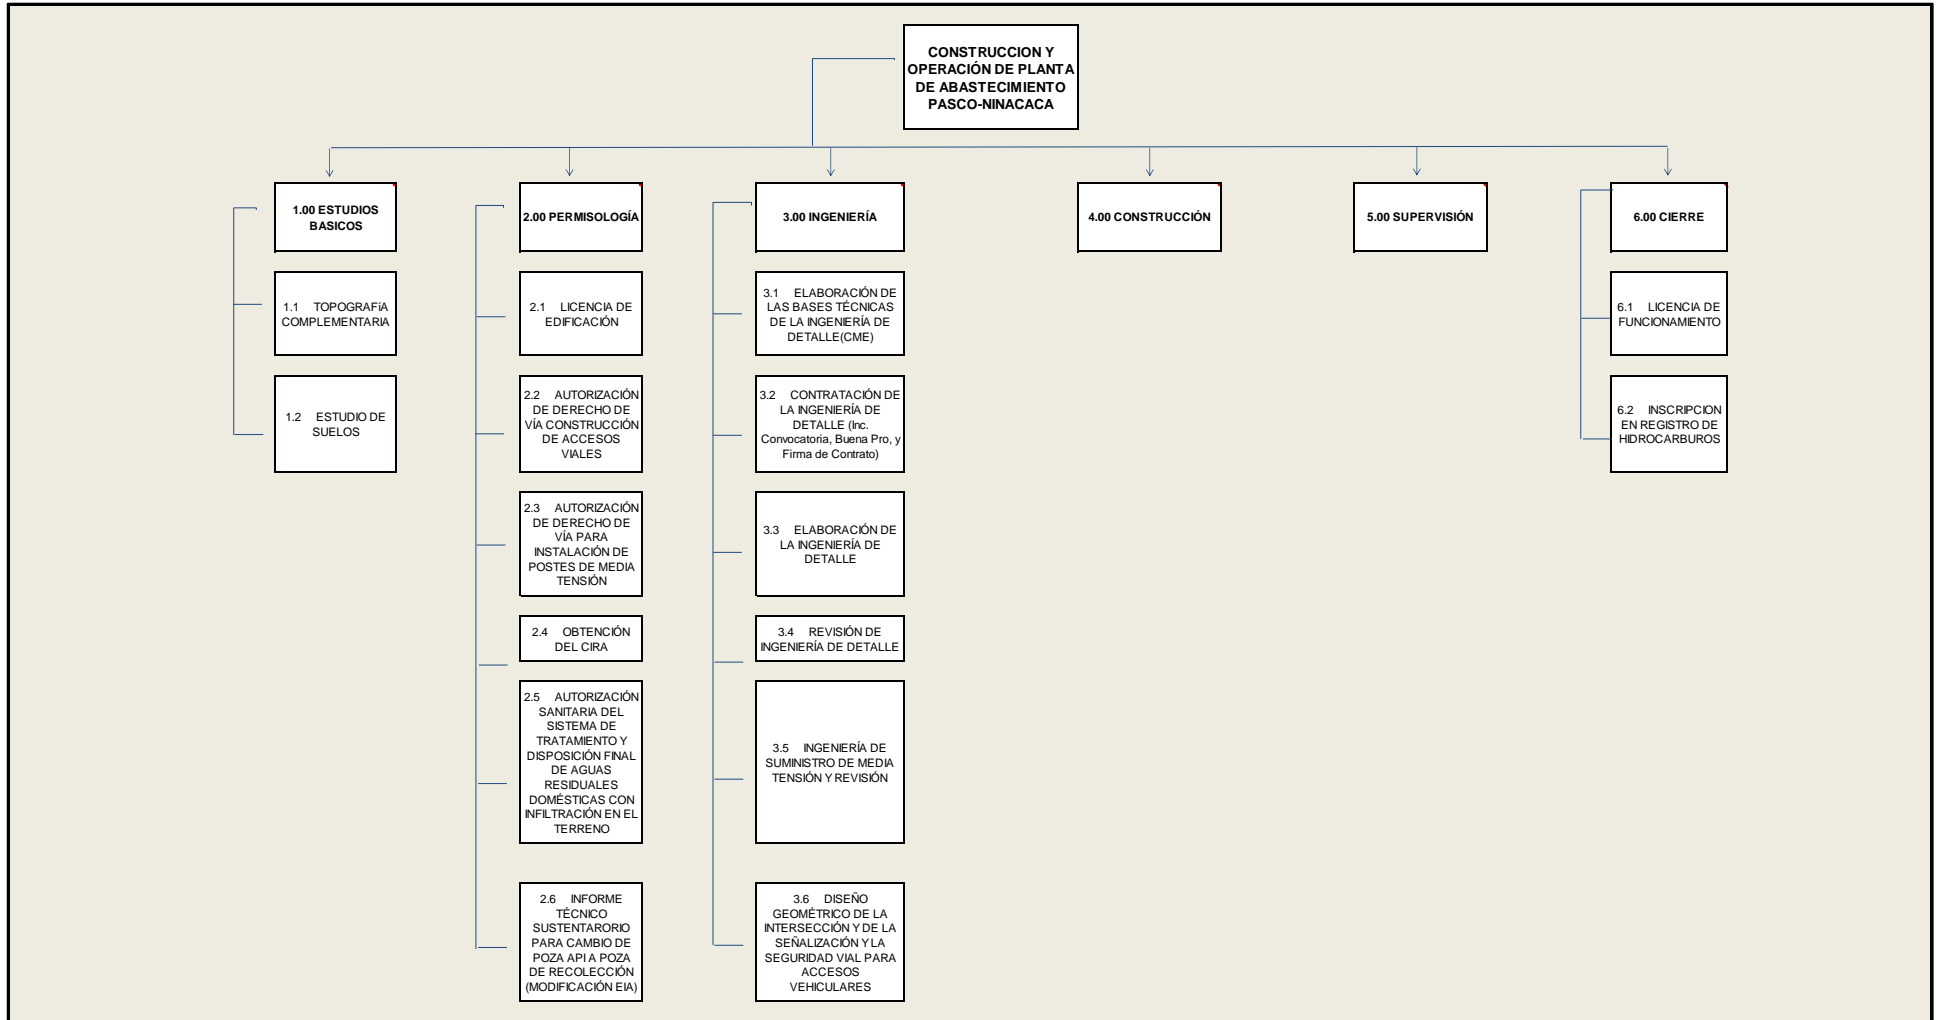 CONSTRUCCION Y
OPERACIÓN DE PLANTA
DE ABASTECIMIENTO
PASCO-NINACACA
1.00 ESTUDIOS
BASICOS
2.00 PERMISOLOGÍA
3.00 INGENIERÍA
4.00 CONSTRUCCIÓN
5.00 SUPERVISIÓN
6.00 CIERRE
1.1 TOPOGRAFíA
COMPLEMENTARIA
1.2 ESTUDIO DE
SUELOS
2.1 LICENCIA DE
EDIFICACIÓN
2.2 AUTORIZACIÓN
DE DERECHO DE
VÍA CONSTRUCCIÓN
DE ACCESOS
VIALES
2.3 AUTORIZACIÓN
DE DERECHO DE
VÍA PARA
INSTALACIÓN DE
POSTES DE MEDIA
TENSIÓN
2.4 OBTENCIÓN
DEL CIRA
2.5 AUTORIZACIÓN
SANITARIA DEL
SISTEMA DE
TRATAMIENTO Y
DISPOSICIÓN FINAL
DE AGUAS
RESIDUALES
DOMÉSTICAS CON
INFILTRACIÓN EN EL
TERRENO
2.6 INFORME
TÉCNICO
SUSTENTARORIO
PARA CAMBIO DE
POZA API A POZA
DE RECOLECCIÓN
(MODIFICACIÓN EIA)
3.1 ELABORACIÓN DE
LAS BASES TÉCNICAS
DE LA INGENIERÍA DE
DETALLE(CME)
3.2 CONTRATACIÓN DE
LA INGENIERÍA DE
DETALLE (Inc.
Convocatoria, Buena Pro, y
Firma de Contrato)
3.3 ELABORACIÓN DE
LA INGENIERÍA DE
DETALLE
3.4 REVISIÓN DE
INGENIERÍA DE DETALLE
3.5 INGENIERÍA DE
SUMINISTRO DE MEDIA
TENSIÓN Y REVISIÓN
3.6 DISEÑO
GEOMÉTRICO DE LA
INTERSECCIÓN Y DE LA
SEÑALIZACIÓN Y LA
SEGURIDAD VIAL PARA
ACCESOS
VEHICULARES
6.1 LICENCIA DE
FUNCIONAMIENTO
6.2 INSCRIPCION
EN REGISTRO DE
HIDROCARBUROS